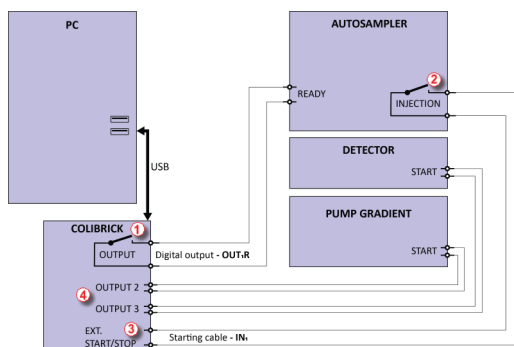 PC
USB
AUTOSAMPLER
READY
2
INJECTION
DETECTOR
START
PUMP GRADIENT
START
COLIBRICK
1
OUTPUT
Digital output - OUT₁R
OUTPUT 2
4
OUTPUT 3
EXT.
START/STOP
3
Starting cable - IN₁